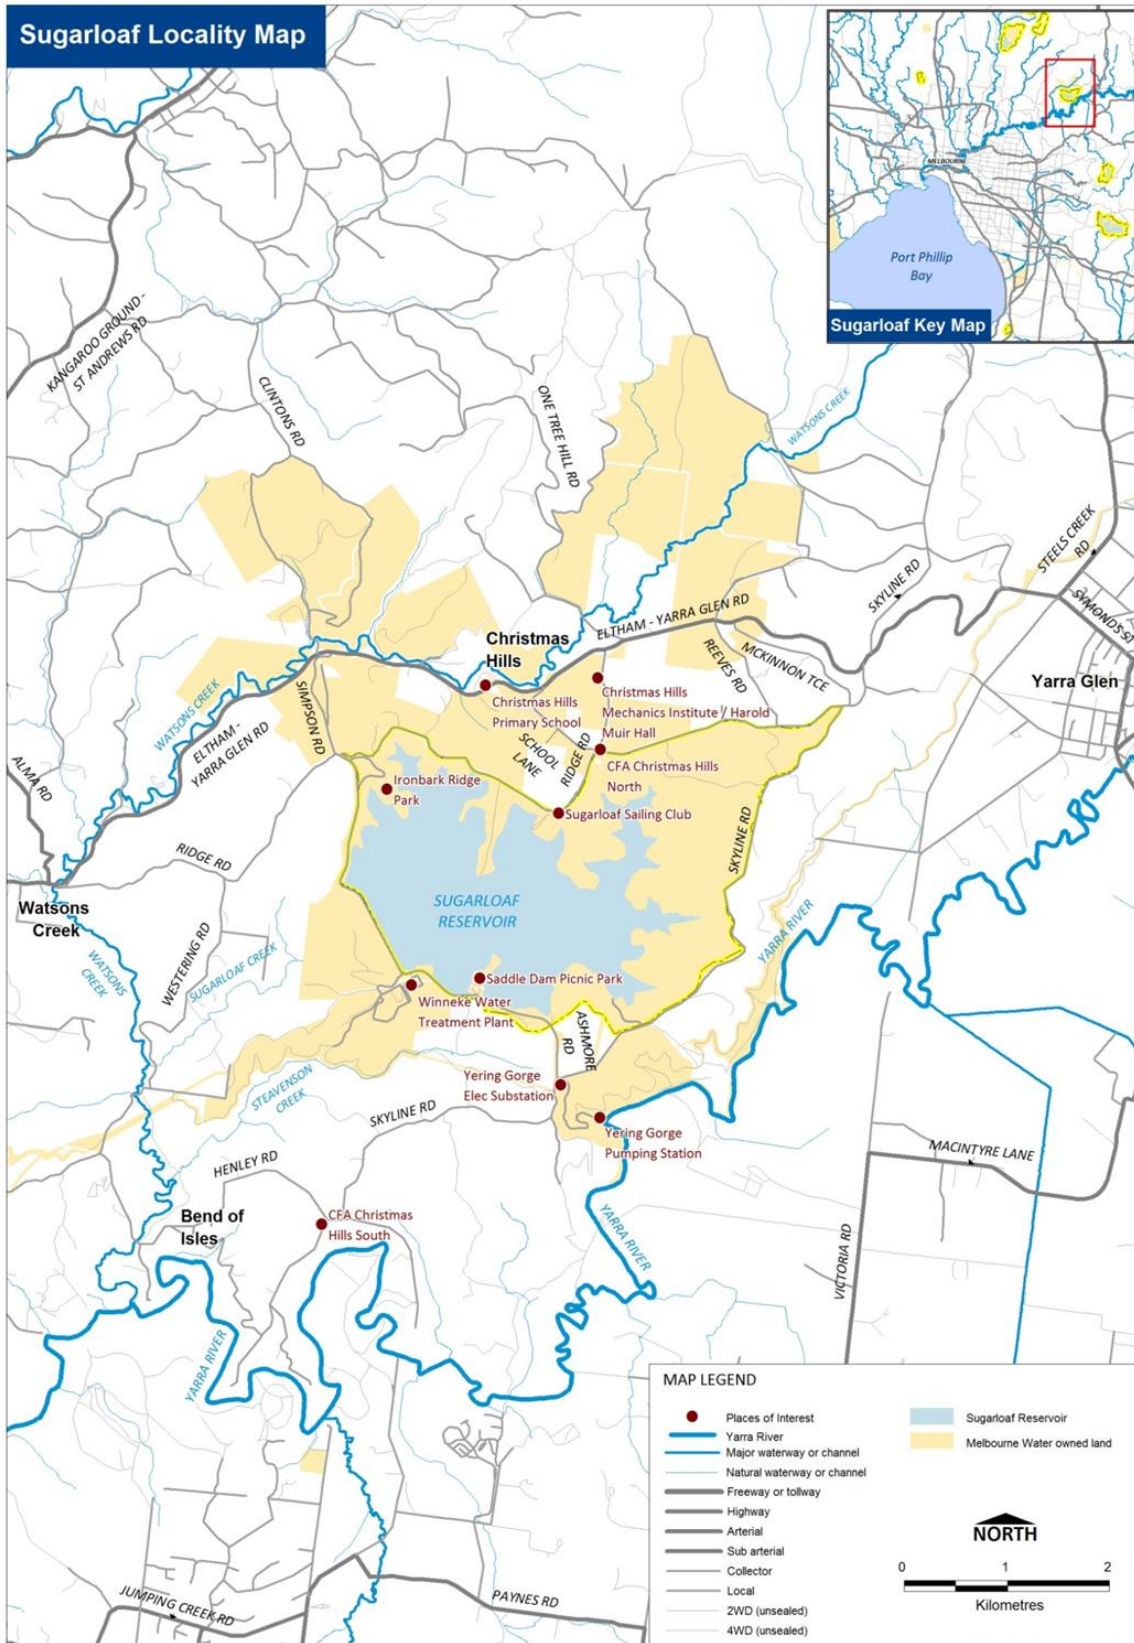 Sugarloaf Locality Map
MELBOURNE
Port Phillip
Bay
Sugarloaf Key Map
KANGAROO GROUND -
ST ANDREWS RD
CLINTONS RD
ONE TREE HILL RD
WATSONS CREEK
STEELS CREEK
RD
SKYLINE RD
SYMONDS ST
ELTHAM - YARRA GLEN RD
Christmas
Hills
REEVES RD
MCKINNON TCE
Yarra Glen
WATSONS CREEK
SIMPSON RD
Christmas Hills
Primary School
Christmas Hills
Mechanics Institute / Harold
Muir Hall
ELTHAM -
YARRA GLEN RD
SCHOOL
LANE
RIDGE RD
CFA Christmas Hills
North
ALMA RD
Ironbark Ridge
Park
Sugarloaf Sailing Club
SKYLINE RD
RIDGE RD
Watsons
Creek
SUGARLOAF
RESERVOIR
YARRA RIVER
WATSONS
CREEK
WESTERING RD
SUGARLOAF CREEK
Saddle Dam Picnic Park
Winneke Water
Treatment Plant
ASHMORE
RD
STEAVENSON
CREEK
Yering Gorge
Elec Substation
SKYLINE RD
Yering Gorge
Pumping Station
MACINTYRE LANE
HENLEY RD
Bend of
Isles
CFA Christmas
Hills South
YARRA RIVER
VICTORIA RD
YARRA RIVER
JUMPING CREEK RD
PAYNES RD
MAP LEGEND
Places of Interest
Yarra River
Major waterway or channel
Natural waterway or channel
Freeway or tollway
Highway
Arterial
Sub arterial
Collector
Local
2WD (unsealed)
4WD (unsealed)
Sugarloaf Reservoir
Melbourne Water owned land
NORTH
0 1 2
Kilometres